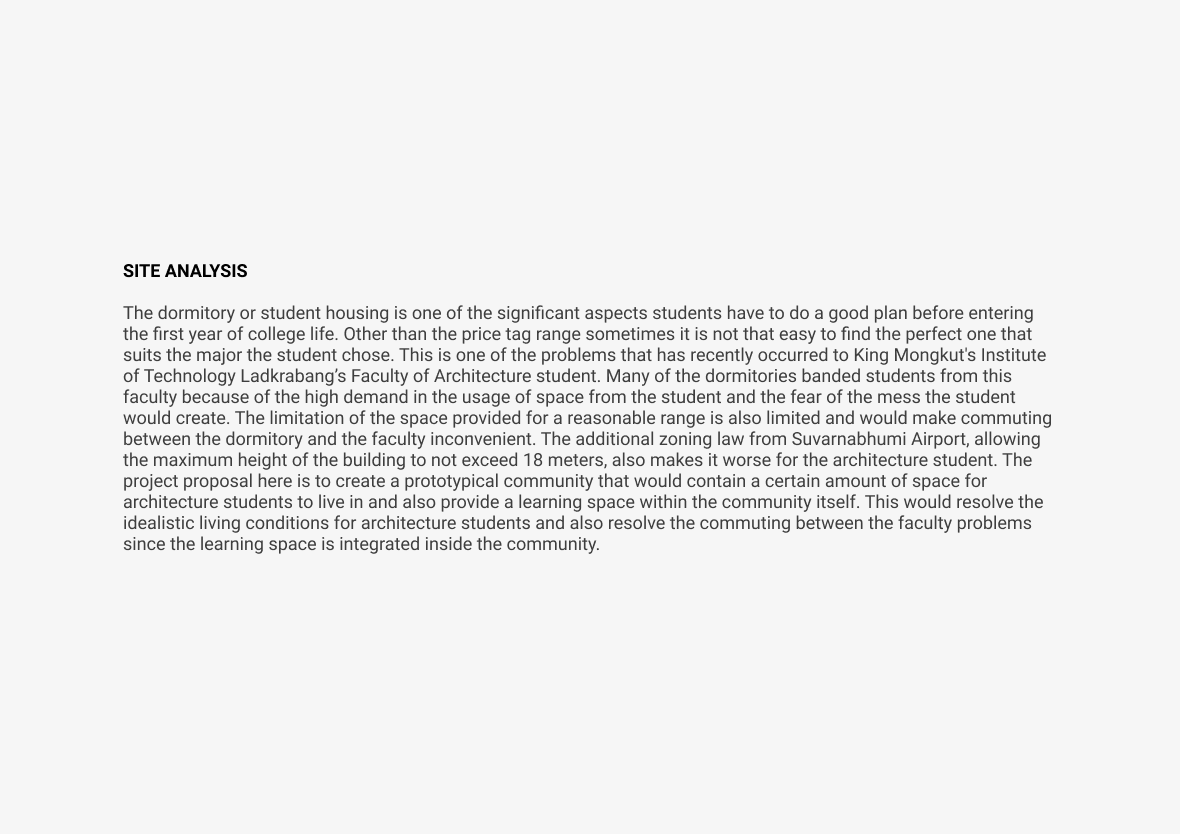 SITE ANALYSIS
The dormitory or student housing is one of the significant aspects students have to do a good plan before entering
the first year of college life. Other than the price tag range sometimes it is not that easy to find the perfect one that
suits the major the student chose. This is one of the problems that has recently occurred to King Mongkut's Institute
of Technology Ladkrabang’s Faculty of Architecture student. Many of the dormitories banded students from this
faculty because of the high demand in the usage of space from the student and the fear of the mess the student
would create. The limitation of the space provided for a reasonable range is also limited and would make commuting
between the dormitory and the faculty inconvenient. The additional zoning law from Suvarnabhumi Airport, allowing
the maximum height of the building to not exceed 18 meters, also makes it worse for the architecture student. The
project proposal here is to create a prototypical community that would contain a certain amount of space for
architecture students to live in and also provide a learning space within the community itself. This would resolve the
idealistic living conditions for architecture students and also resolve the commuting between the faculty problems
since the learning space is integrated inside the community.